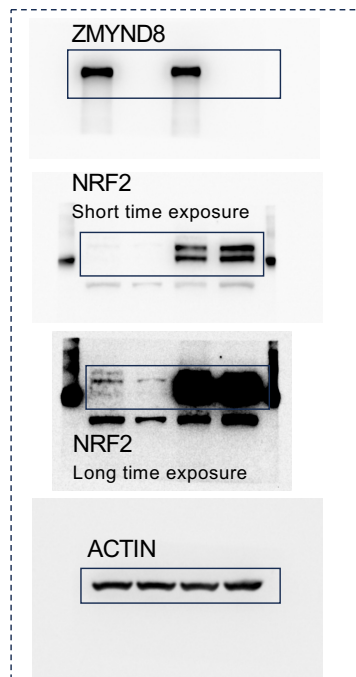 ZMYND8
NRF2
Short time exposure
NRF2
Long time exposure
ACTIN